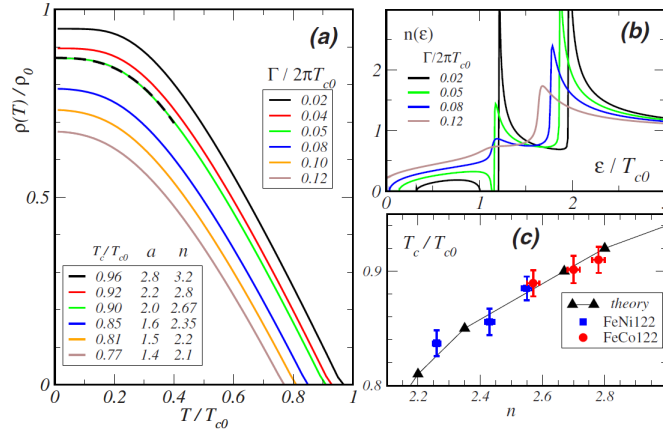 (a)
ρ(T)/ρ0
1
0.5
0
Γ / 2πTc0
0.02
0.04
0.05
0.08
0.10
0.12
Tc/Tc0 a n
0.96 2.8 3.2
0.92 2.2 2.8
0.90 2.0 2.67
0.85 1.6 2.35
0.81 1.5 2.2
0.77 1.4 2.1
0 0.2 0.4 0.6 0.8 1
T/Tc0
n(ε)
(b)
Γ/2πTc0
0.02
0.05
0.08
0.12
2
1
0
ε/Tc0
0 1 2 3
Tc/Tc0
(c)
0.9
0.8
theory
FeNi122
FeCo122
2.2 2.4 2.6 2.8 3
n